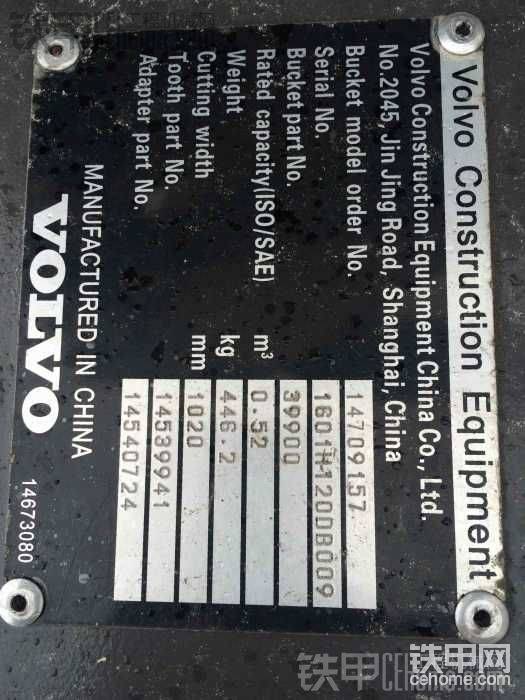 Volvo Construction Equipment
Volvo Construction Equipment China Co., Ltd.
No.2045, Jin Jing Road, Shanghai, China
Bucket model order No. 14709157
Serial No. 1601H120DB009
Bucket part No. 39900
Rated capacity(ISO/SAE) m³ 0.52
Weight kg 446.2
Cutting width mm 1020
Tooth part No. 14539941
Adapter part No. 14540724
MANUFACTURED IN CHINA
VOLVO
14673080
铁甲网